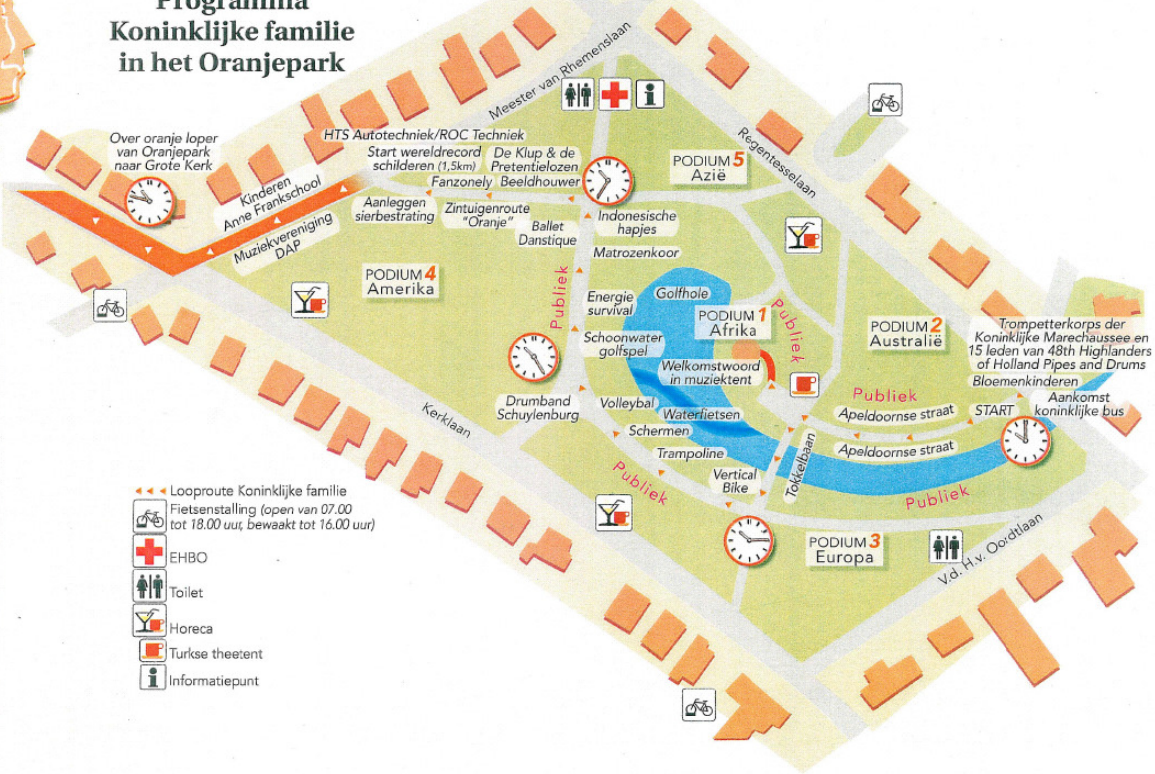 Programma
Koninklijke familie
in het Oranjepark
Meester van Rhemenslaan
Regentesselaan
Over oranje loper
van Oranjepark
naar Grote Kerk
Kinderen
Anne Frankschool
Muziekvereniging
DAP
HTS Autotechniek/ROC Techniek
Start wereldrecord
schilderen (1,5km)
De Klup & de
Pretentielozen
Fanzonely
Beeldhouwer
Aanleggen
sierbestrating
Zintuigenroute
"Oranje"
Ballet
Danstique
Indonesische
hapjes
Matrozenkoor
PODIUM 5
Azië
PODIUM 4
Amerika
Publiek
Energie
survival
Golfhole
PODIUM 1
Afrika
Publiek
PODIUM 2
Australië
Trompetterkorps der
Koninklijke Marechaussee en
15 leden van 48th Highlanders
of Holland Pipes and Drums
Bloemenkinderen
Schoonwater
golfspel
Welkomstwoord
in muziektent
Publiek
Aankomst
koninklijke bus
START
Apeldoornse straat
Apeldoornse straat
Drumband
Schuylenburg
Volleybal
Waterfietsen
Schermen
Trampoline
Tokkelbaan
Vertical
Bike
Kerklaan
Publiek
Publiek
PODIUM 3
Europa
V.d. H.v. Oordtlaan
Looproute Koninklijke familie
Fietsenstalling (open van 07.00
tot 18.00 uur, bewaakt tot 16.00 uur)
EHBO
Toilet
Horeca
Turkse theetent
Informatiepunt